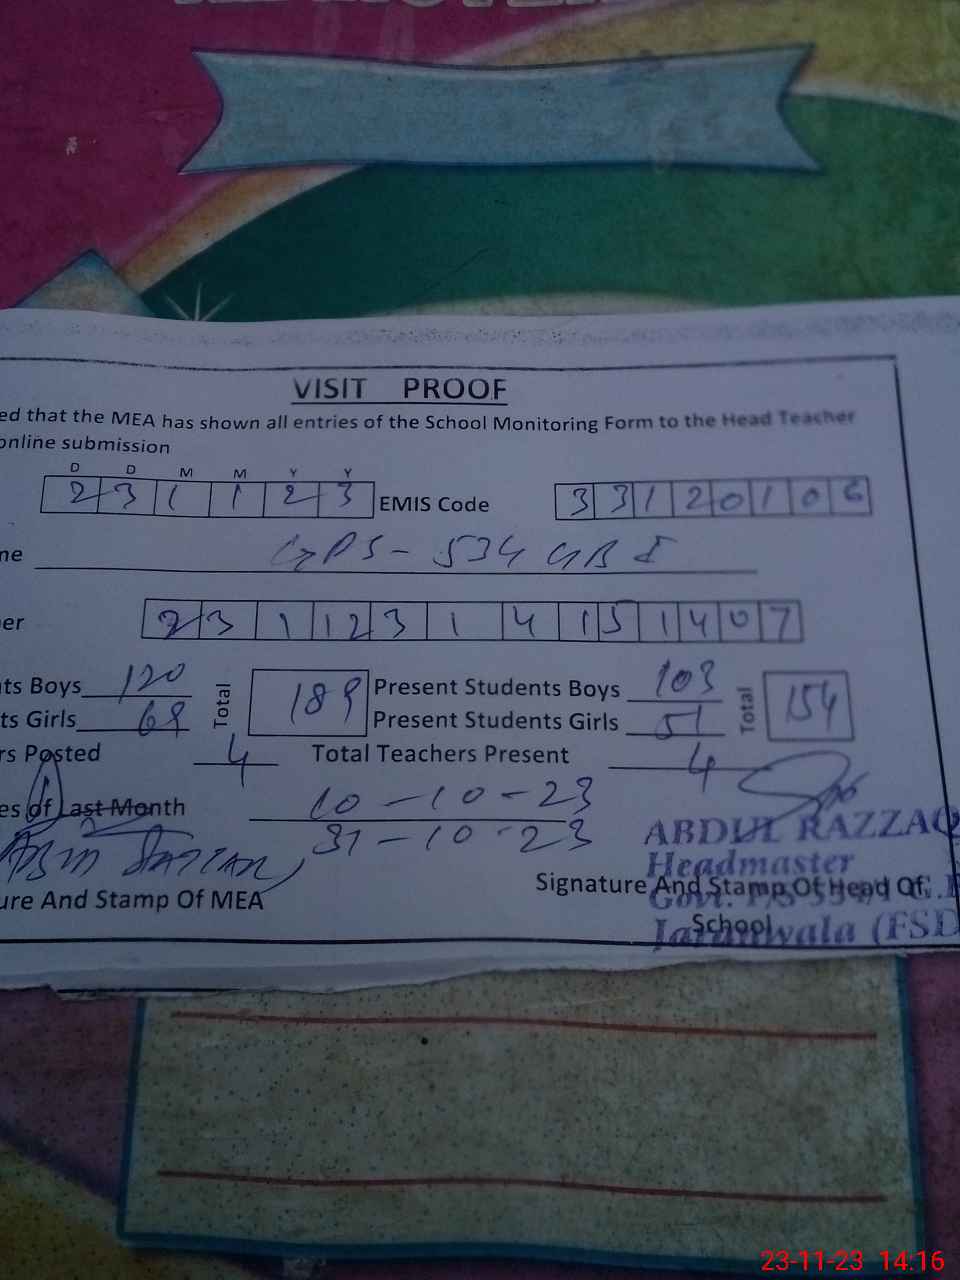 VISIT PROOF
ed that the MEA has shown all entries of the School Monitoring Form to the Head Teacher
online submission
D D M M Y Y
2 3 1 1 2 3 EMIS Code 3 3 1 2 0 1 0 6
ne GPS - 534 GB I
er 2 3 1 12 3 1 4 1 5 1 4 0 7
ts Boys 120 Total 189 Present Students Boys 103 Total 154
ts Girls 69 Present Students Girls 51
rs Posted 4 Total Teachers Present 4
es of Last Month 10-10-23
31-10-23
ABDUL RAZZAQ
Headmaster
ure And Stamp Of MEA Signature And Stamp Of Head Of
School
Govt.
Jaranwala (FSD
23-11-23 14:16